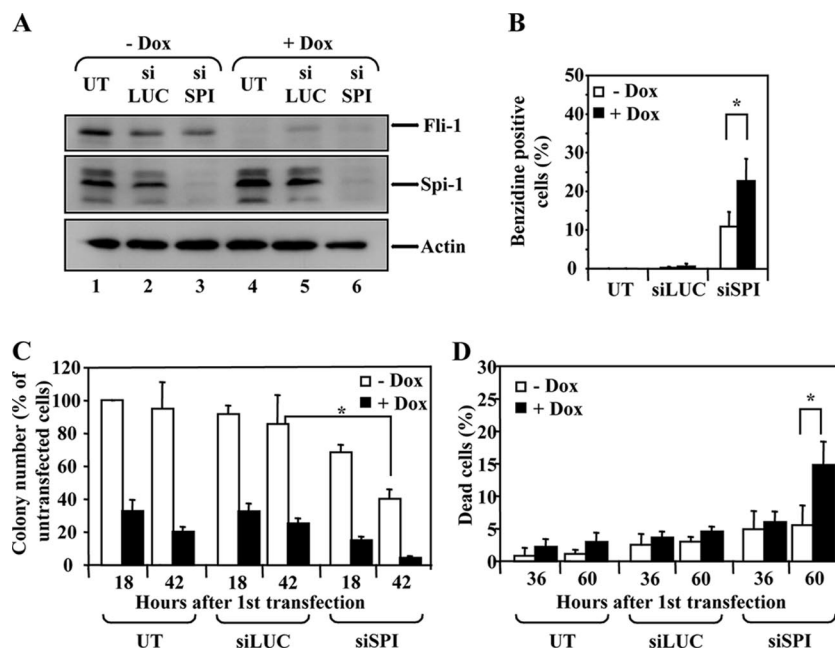 A
- Dox
+ Dox
UT
si
LUC
si
SPI
UT
si
LUC
si
SPI
Fli-1
Spi-1
Actin
1 2 3 4 5 6
B
Benzidine positive
cells (%)
50
40
30
20
10
0
- Dox
+ Dox
*
UT siLUC siSPI
C
Colony number (% of
untransfected cells)
120
100
80
60
40
20
0
- Dox
+ Dox
*
18 42 18 42 18 42
Hours after 1st transfection
UT siLUC siSPI
D
Dead cells (%)
30
25
20
15
10
5
0
- Dox
+ Dox
*
36 60 36 60 36 60
Hours after 1st transfection
UT siLUC siSPI